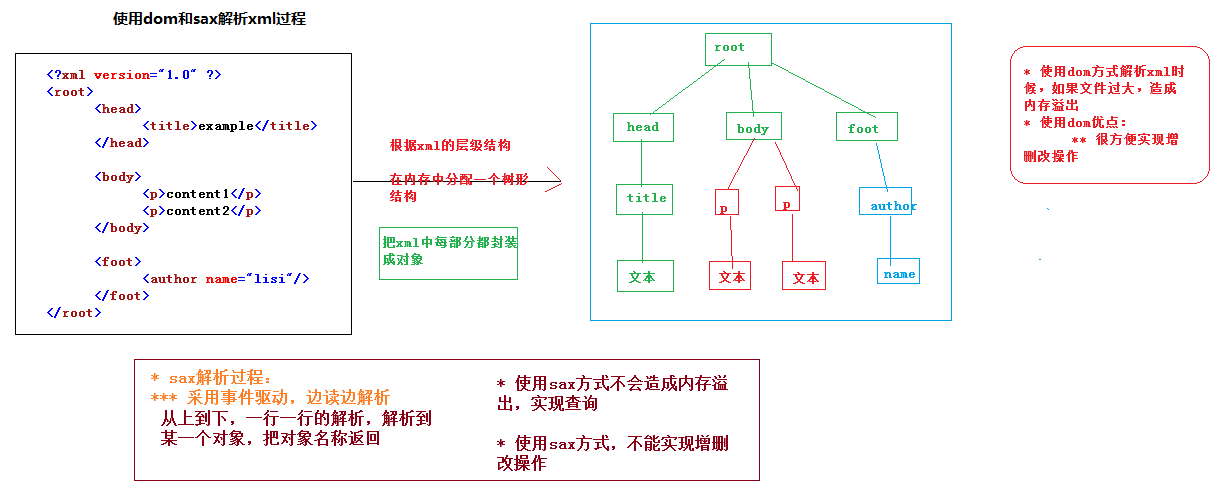 使用dom和sax解析xml过程
<?xml version="1.0" ?>
<root>
<head>
<title>example</title>
</head>
<body>
<p>content1</p>
<p>content2</p>
</body>
<foot>
<author name="lisi"/>
</foot>
</root>
根据xml的层级结构
在内存中分配一个树形
结构
把xml中每部分都封装
成对象
root
head
body
foot
title
p
p
author
文本
文本
文本
name
* 使用dom方式解析xml时
候，如果文件过大，造成
内存溢出
* 使用dom优点：
** 很方便实现增
删改操作
* sax解析过程：
*** 采用事件驱动，边读边解析
从上到下，一行一行的解析，解析到
某一个对象，把对象名称返回
* 使用sax方式不会造成内存溢
出，实现查询
* 使用sax方式，不能实现增删
改操作